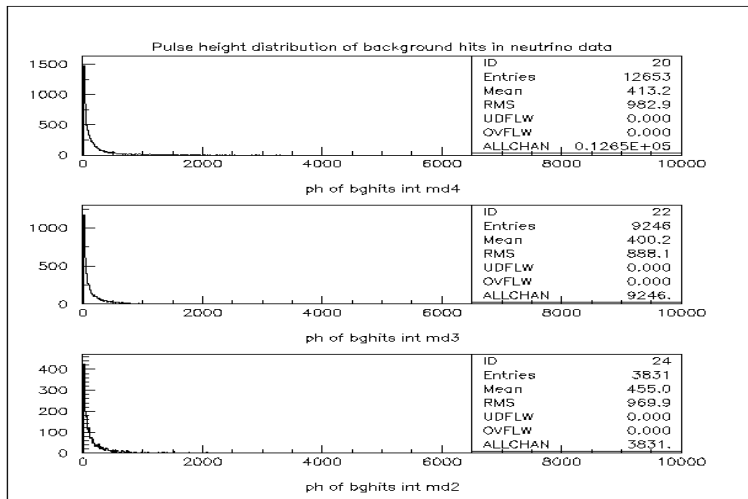 Pulse height distribution of background hits in neutrino data
1500
1000
500
0
ID 20
Entries 12653
Mean 413.2
RMS 982.9
UDFLW 0.000
OVFLW 0.000
ALLCHAN 0.1265E+05
0 2000 4000 6000 8000 10000
ph of bghits int md4
1000
500
0
ID 22
Entries 9246
Mean 400.2
RMS 888.1
UDFLW 0.000
OVFLW 0.000
ALLCHAN 9246.
0 2000 4000 6000 8000 10000
ph of bghits int md3
400
300
200
100
0
ID 24
Entries 3831
Mean 455.0
RMS 969.9
UDFLW 0.000
OVFLW 0.000
ALLCHAN 3831.
0 2000 4000 6000 8000 10000
ph of bghits int md2